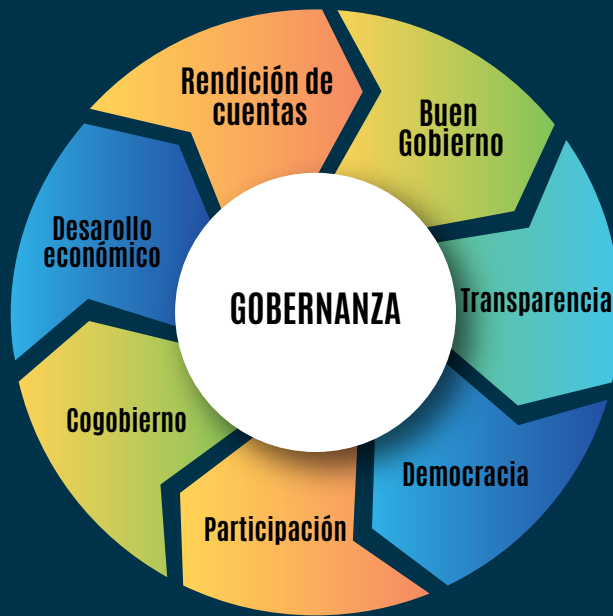 Rendición de
cuentas
Buen
Gobierno
Desarollo
económico
GOBERNANZA
Transparencia
Cogobierno
Democracia
Participación